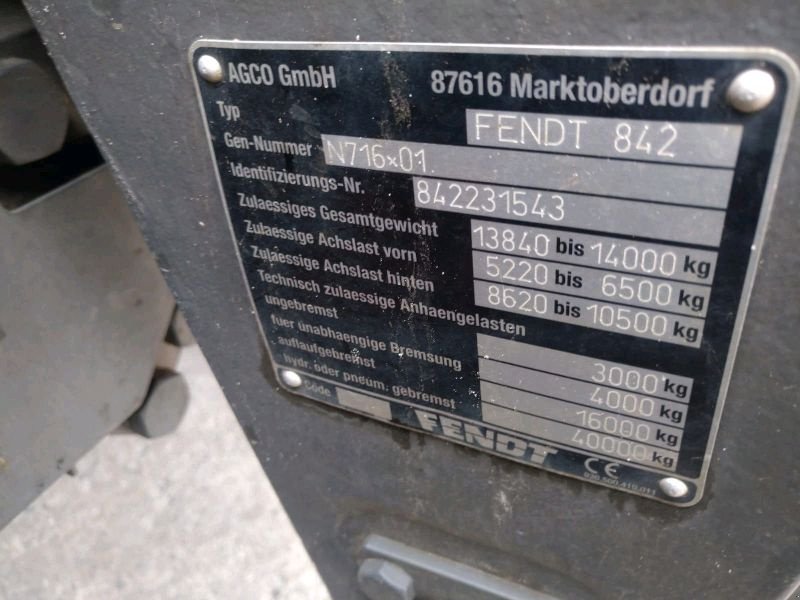 AGCO GmbH 87616 Marktoberdorf
Typ FENDT 842
Gen-Nummer N716x01.
Identifizierungs-Nr. 842231543
Zulaessiges Gesamtgewicht 13840 bis 14000 kg
Zulaessige Achslast vorn 5220 bis 6500 kg
Zulaessige Achslast hinten 8620 bis 10500 kg
Technisch zulaessige Anhaengelasten
ungebremst 3000 kg
fuer unabhaengige Bremsung 4000 kg
auflaufgebremst 16000 kg
hydr. oder pneum. gebremst 40000 kg
Code FENDT CE